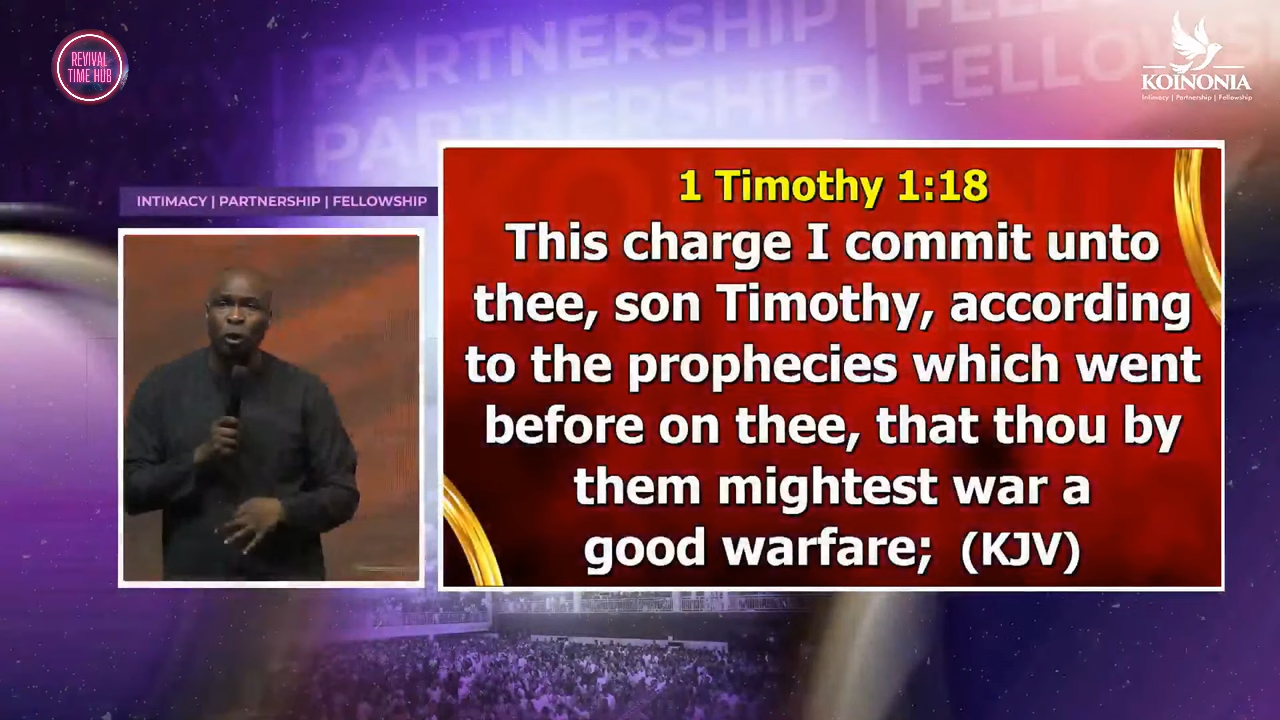 REVIVAL
TIME HUB
PARTNERSHIP | FELLOWS
KOINONIA
Intimacy | Partnership | Fellowship
INTIMACY | PARTNERSHIP | FELLOWSHIP
1 Timothy 1:18
This charge I commit unto
thee, son Timothy, according
to the prophecies which went
before on thee, that thou by
them mightest war a
good warfare; (KJV)